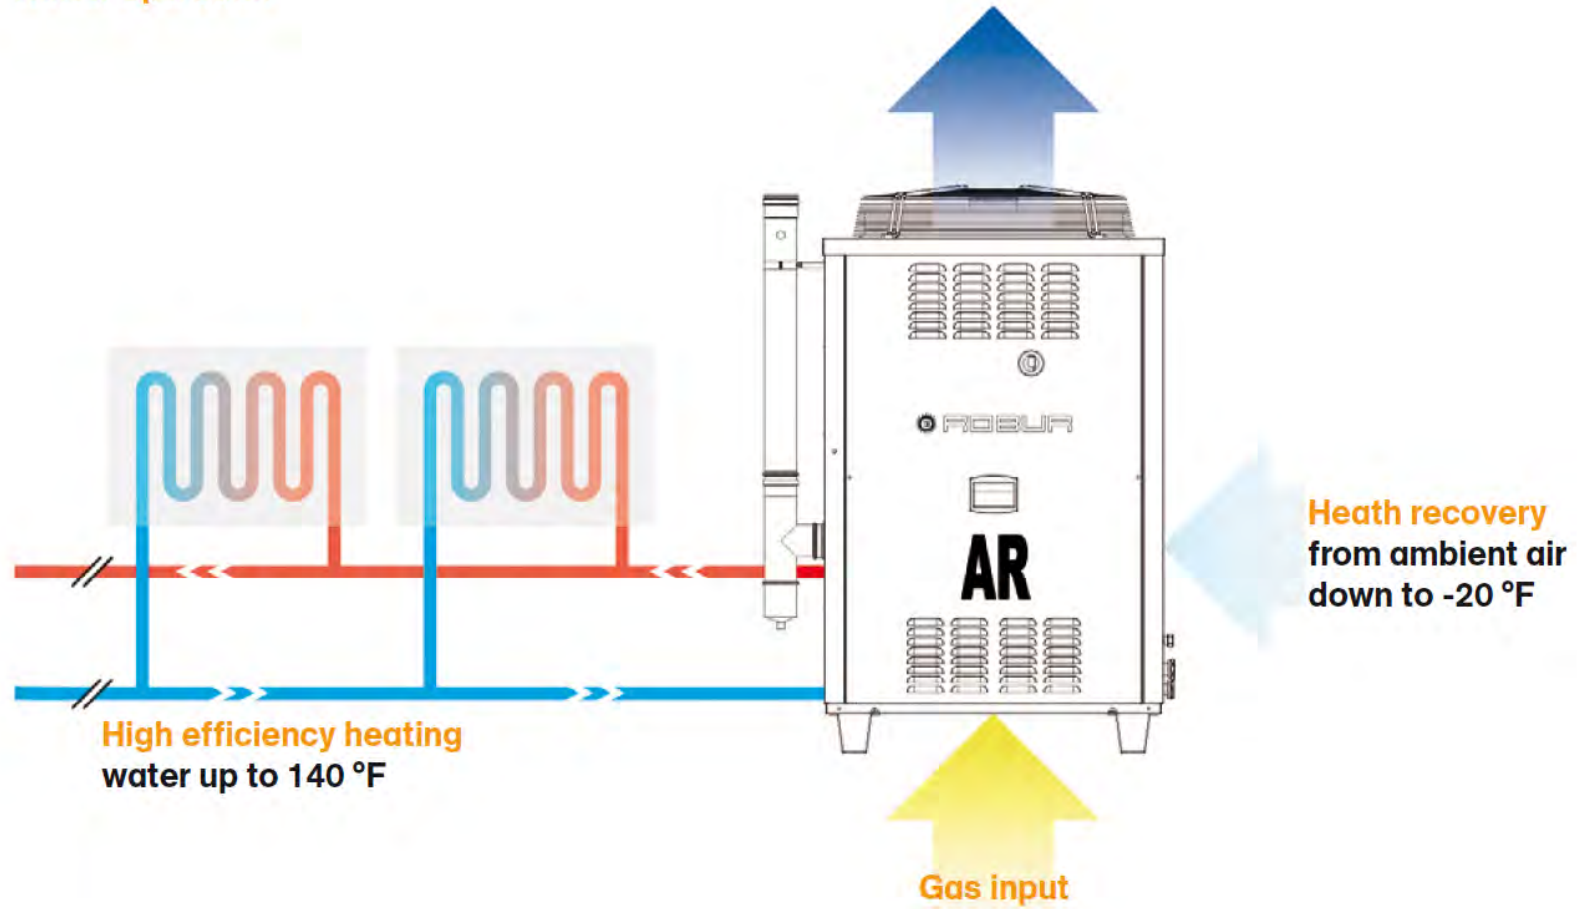 ROBUR
AR
Heath recovery
from ambient air
down to -20 °F
High efficiency heating
water up to 140 °F
Gas input